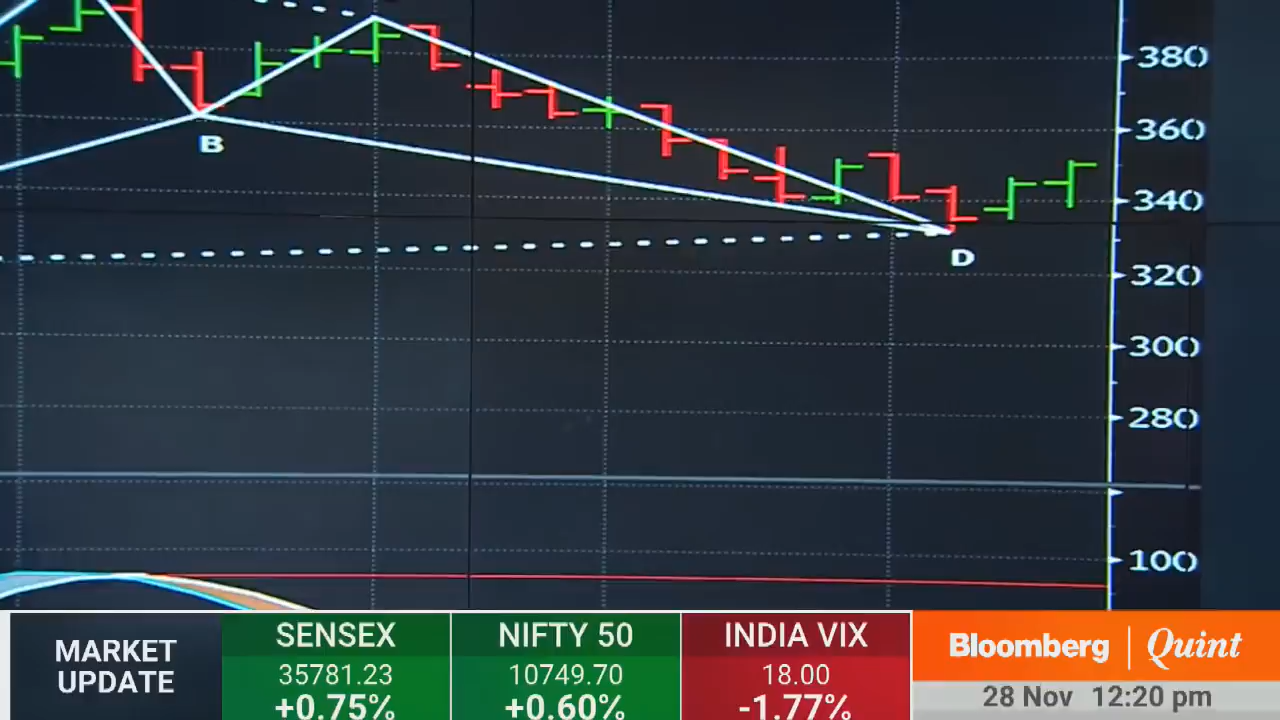 380
360
B
340
D
320
300
280
100
MARKET UPDATE
SENSEX
35781.23
+0.75%
NIFTY 50
10749.70
+0.60%
INDIA VIX
18.00
-1.77%
Bloomberg | Quint
28 Nov 12:20 pm